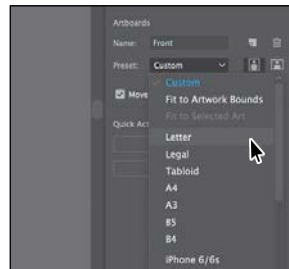 Artboards
Name: Front
Preset: Custom
Custom
Fit to Artwork Bounds
Fit to Selected Art
Move
Letter
Quick Act
Legal
Tabloid
A4
A3
B5
B4
iPhone 6/6s